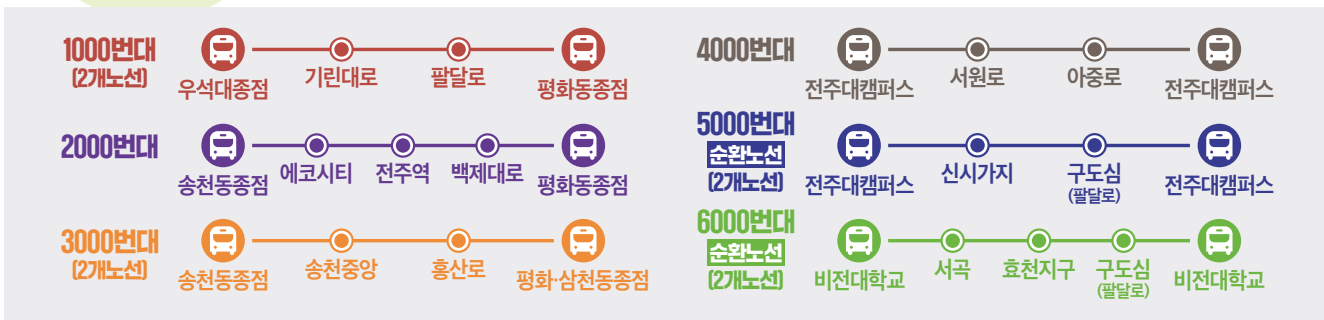 1000번대
(2개노선)
우석대종점
기린대로
팔달로
평화동종점
2000번대
송천동종점
에코시티
전주역
백제대로
평화동종점
3000번대
(2개노선)
송천동종점
송천중앙
홍산로
평화·삼천동종점
4000번대
전주대캠퍼스
서원로
아중로
전주대캠퍼스
5000번대
순환노선
(2개노선)
전주대캠퍼스
신시가지
구도심
(팔달로)
전주대캠퍼스
6000번대
순환노선
(2개노선)
비전대학교
서곡
효천지구
구도심
(팔달로)
비전대학교